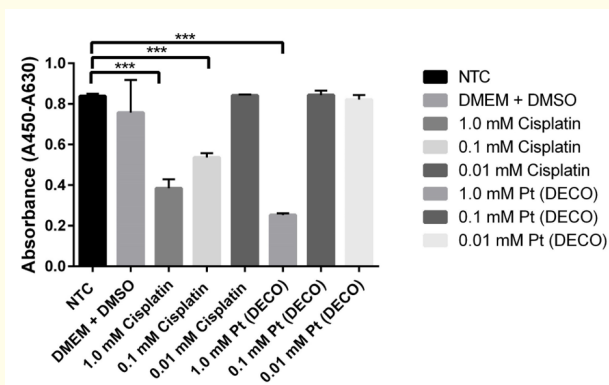 ***
***
***
Absorbance (A450-A630)
1.0
0.8
0.6
0.4
0.2
0.0
NTC
DMEM + DMSO
1.0 mM Cisplatin
0.1 mM Cisplatin
0.01 mM Cisplatin
1.0 mM Pt (DECO)
0.1 mM Pt (DECO)
0.01 mM Pt (DECO)
NTC
DMEM + DMSO
1.0 mM Cisplatin
0.1 mM Cisplatin
0.01 mM Cisplatin
1.0 mM Pt (DECO)
0.1 mM Pt (DECO)
0.01 mM Pt (DECO)